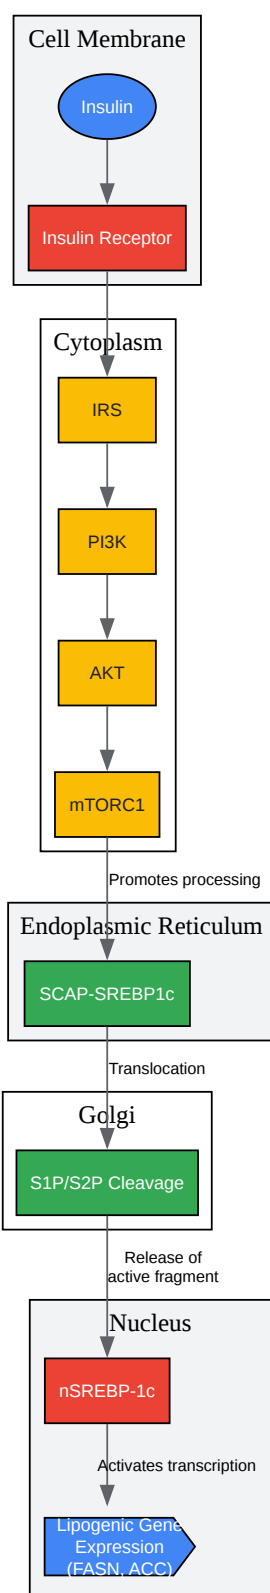 Cell Membrane
Insulin
Insulin Receptor
Cytoplasm
IRS
PI3K
AKT
mTORC1
Promotes processing
Endoplasmic Reticulum
SCAP-SREBP1c
Translocation
Golgi
S1P/S2P Cleavage
Release of
active fragment
Nucleus
nSREBP-1c
Activates transcription
Lipogenic Gene
Expression
(FASN, ACC)